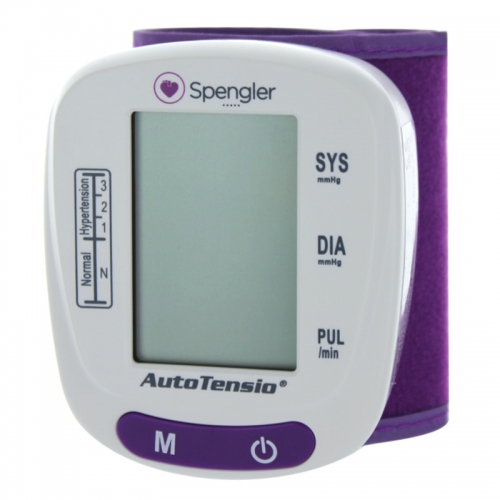 Spengler
SYS
mmHg
DIA
mmHg
PUL
/min
Hypertension
3
2
1
Normal
N
AutoTensio®
M